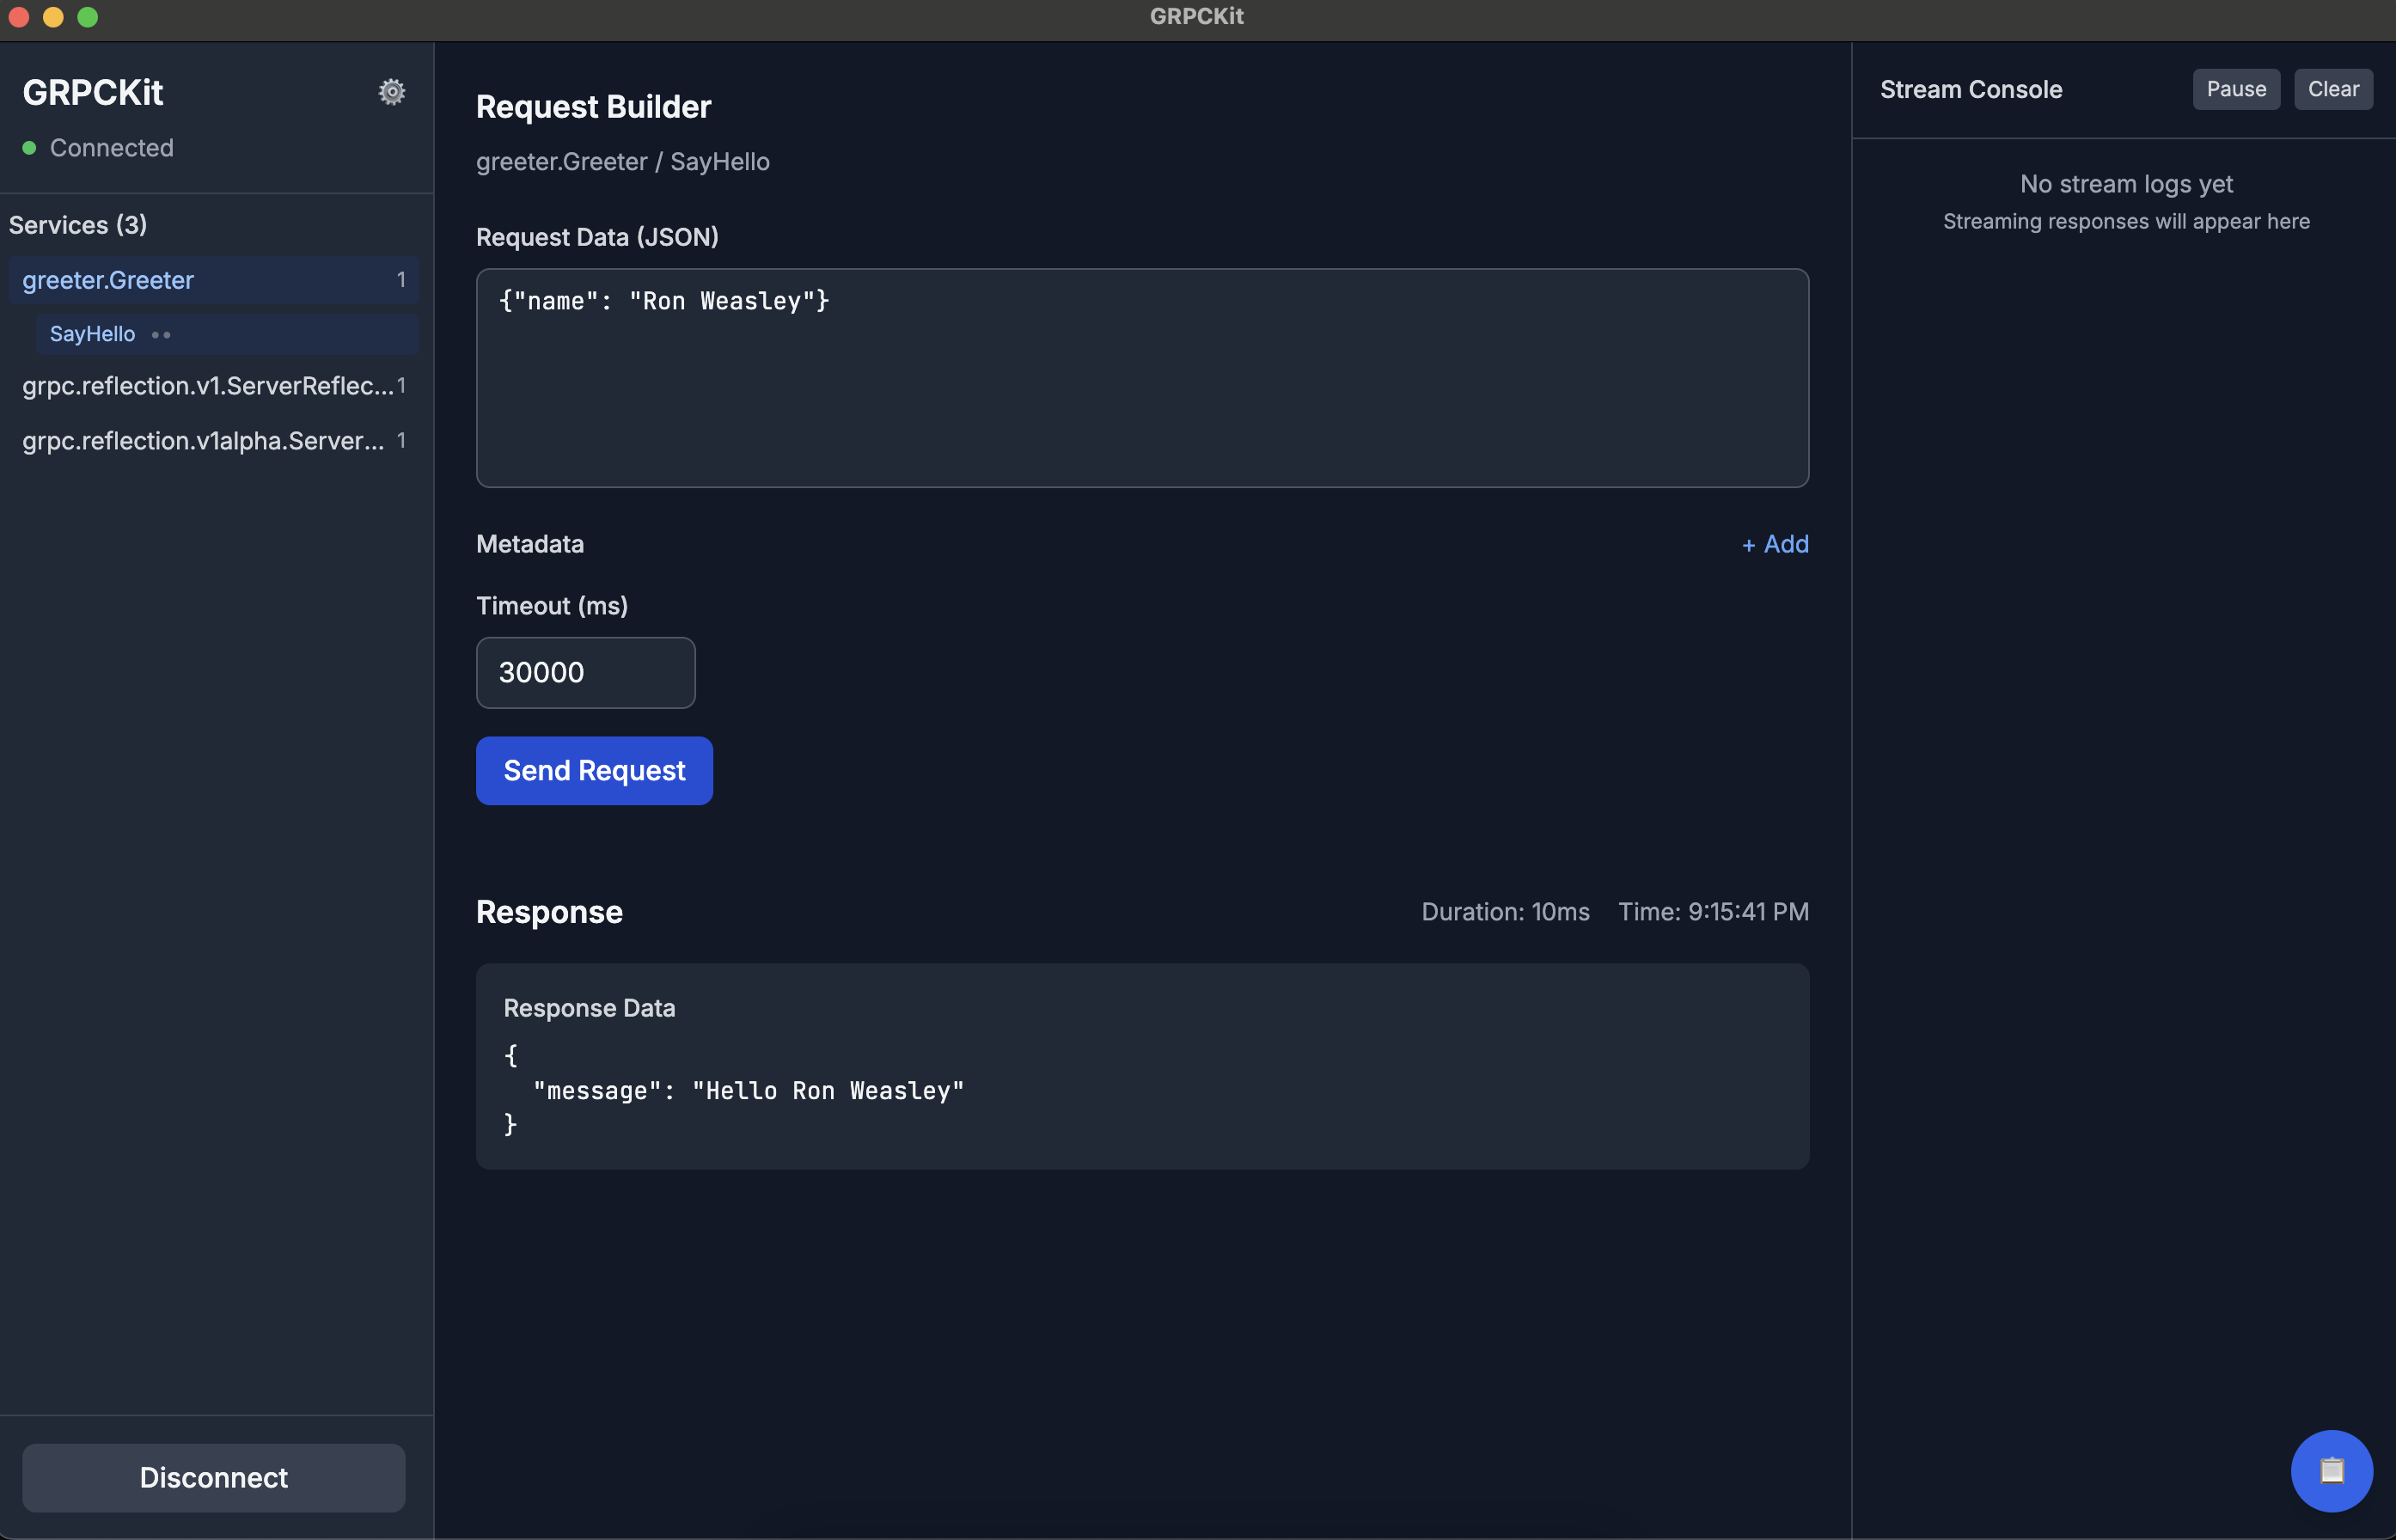 GRPCKit
GRPCKit
Connected
Services (3)
greeter.Greeter 1
SayHello
grpc.reflection.v1.ServerReflec... 1
grpc.reflection.v1alpha.Server... 1
Disconnect
Request Builder
greeter.Greeter / SayHello
Request Data (JSON)
{"name": "Ron Weasley"}
Metadata + Add
Timeout (ms)
30000
Send Request
Response Duration: 10ms Time: 9:15:41 PM
Response Data
{
  "message": "Hello Ron Weasley"
}
Stream Console Pause Clear
No stream logs yet
Streaming responses will appear here